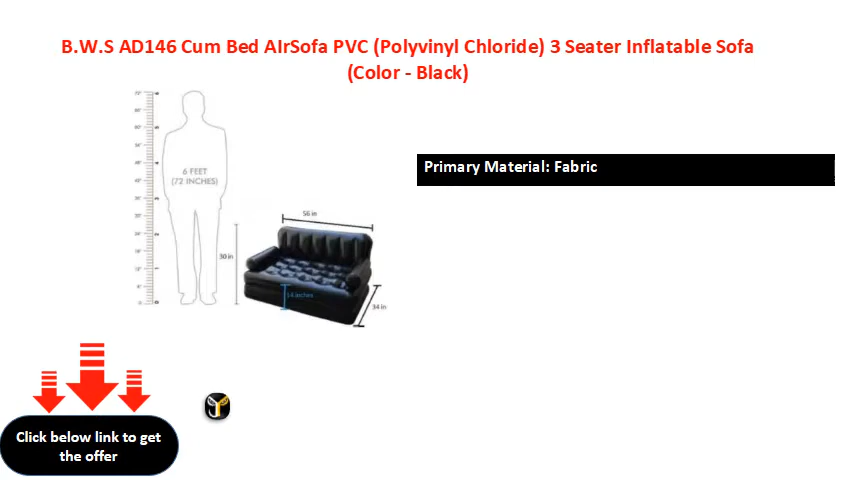 B.W.S AD146 Cum Bed AIrSofa PVC (Polyvinyl Chloride) 3 Seater Inflatable Sofa
(Color - Black)
72"
6 FEET
(72 INCHES)
Primary Material: Fabric
56 in
30 in
14 inches
34 in
Click below link to get
the offer